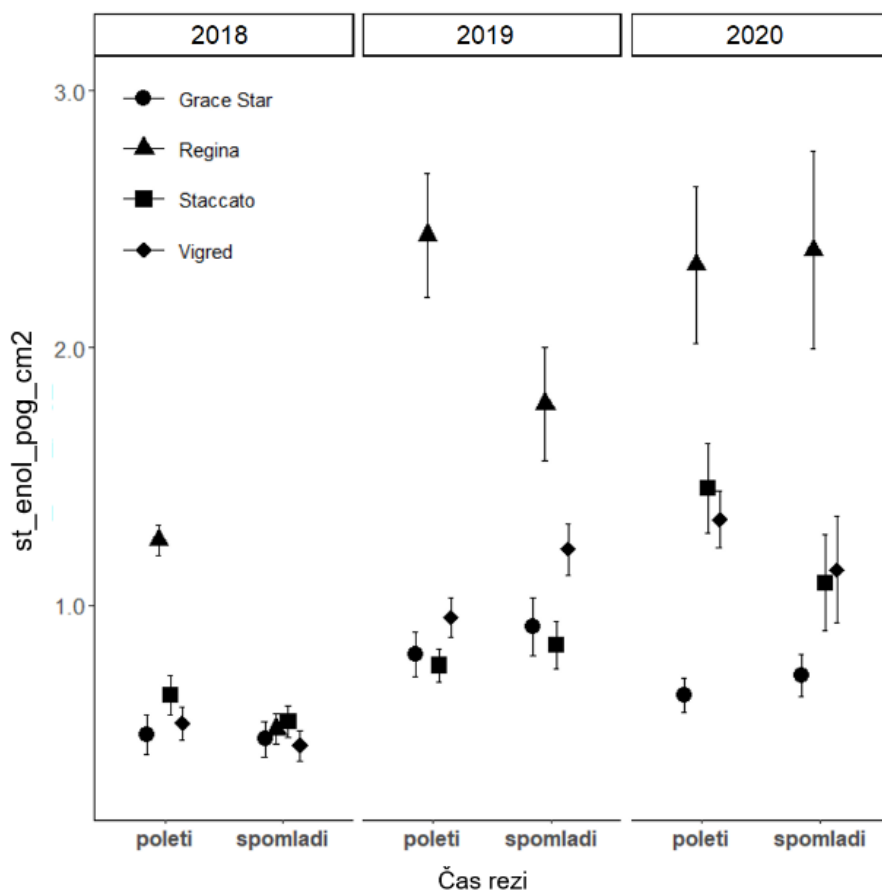 2018 2019 2020
3.0
Grace Star
Regina
Staccato
Vigred
2.0
1.0
st_enol_pog_cm2
poleti spomladi poleti spomladi poleti spomladi
Čas rezi